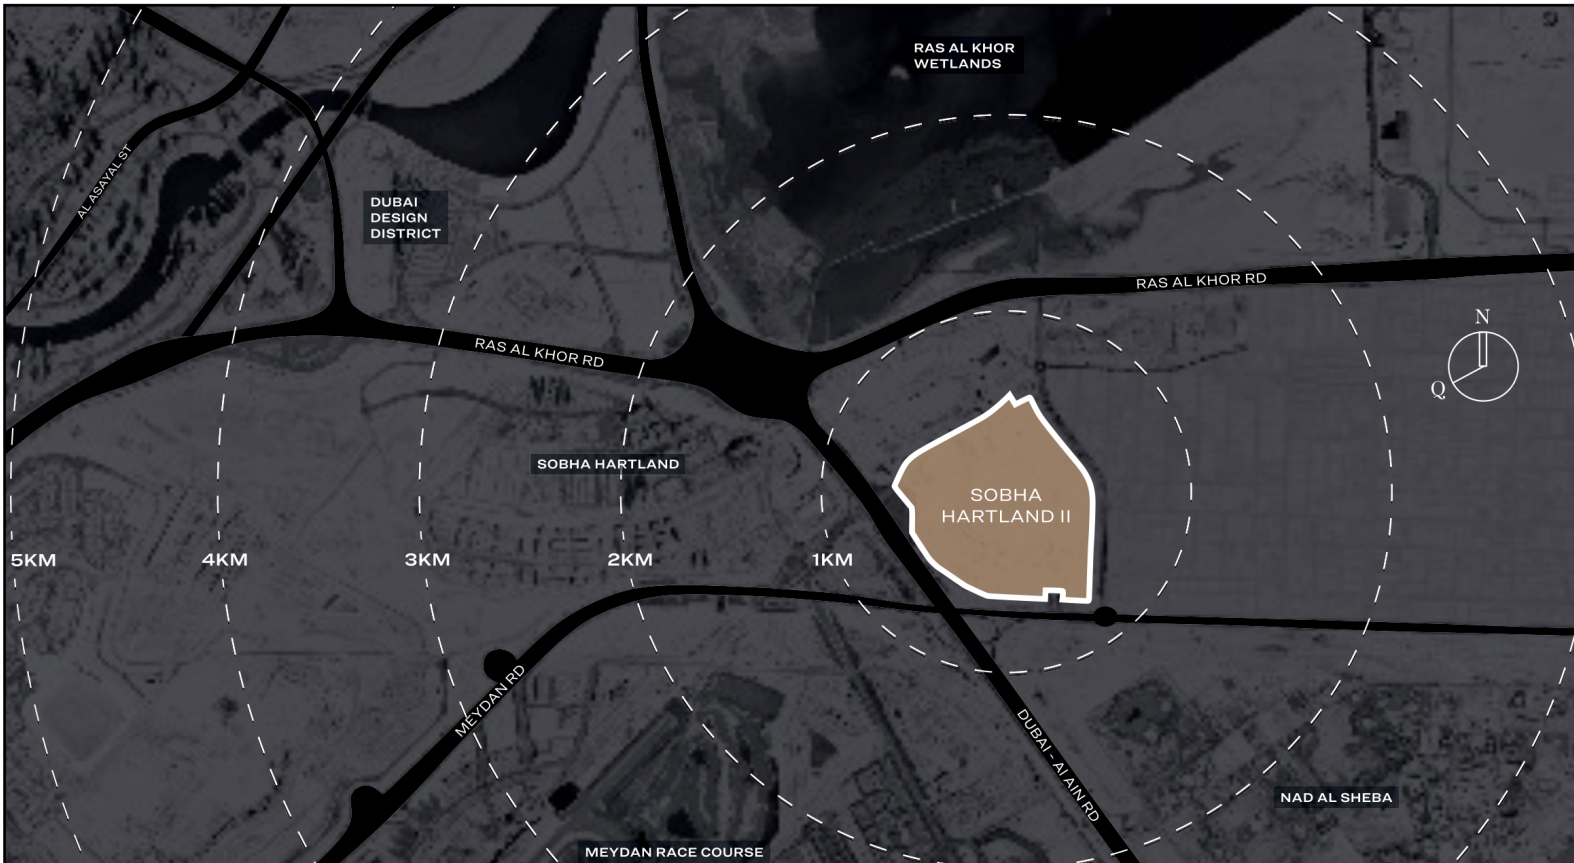 RAS AL KHOR
WETLANDS
AL ASAYAL ST
DUBAI
DESIGN
DISTRICT
RAS AL KHOR RD
N
RAS AL KHOR RD
Q
SOBHA HARTLAND
SOBHA
HARTLAND II
5KM
4KM
3KM
2KM
1KM
MEYDAN RD
DUBAI - Al AIN RD
NAD AL SHEBA
MEYDAN RACE COURSE